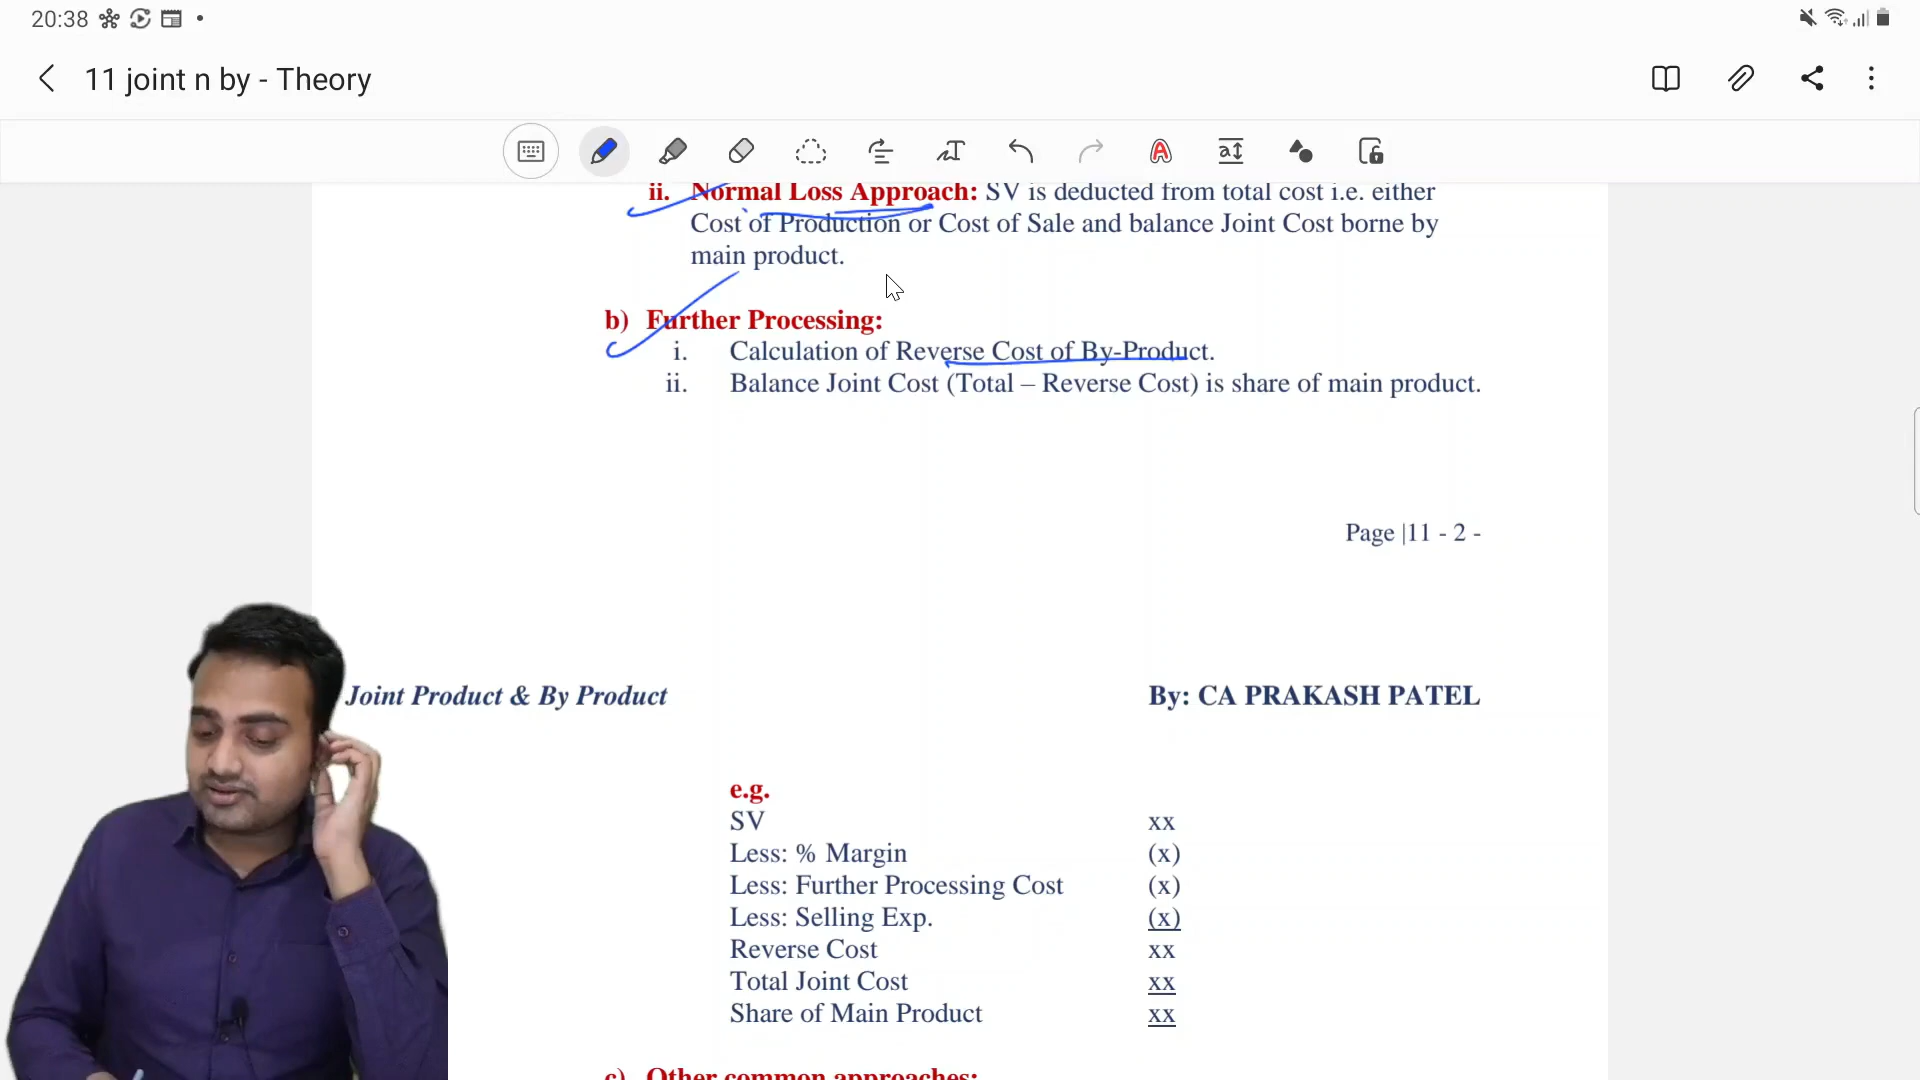 20:38
11 joint n by - Theory
ii. Normal Loss Approach: SV is deducted from total cost i.e. either
Cost of Production or Cost of Sale and balance Joint Cost borne by
main product.
b) Further Processing:
i. Calculation of Reverse Cost of By-Product.
ii. Balance Joint Cost (Total – Reverse Cost) is share of main product.
Page |11 - 2 -
Joint Product & By Product By: CA PRAKASH PATEL
e.g.
SV xx
Less: % Margin (x)
Less: Further Processing Cost (x)
Less: Selling Exp. (x)
Reverse Cost xx
Total Joint Cost xx
Share of Main Product xx
c) Other common approaches: